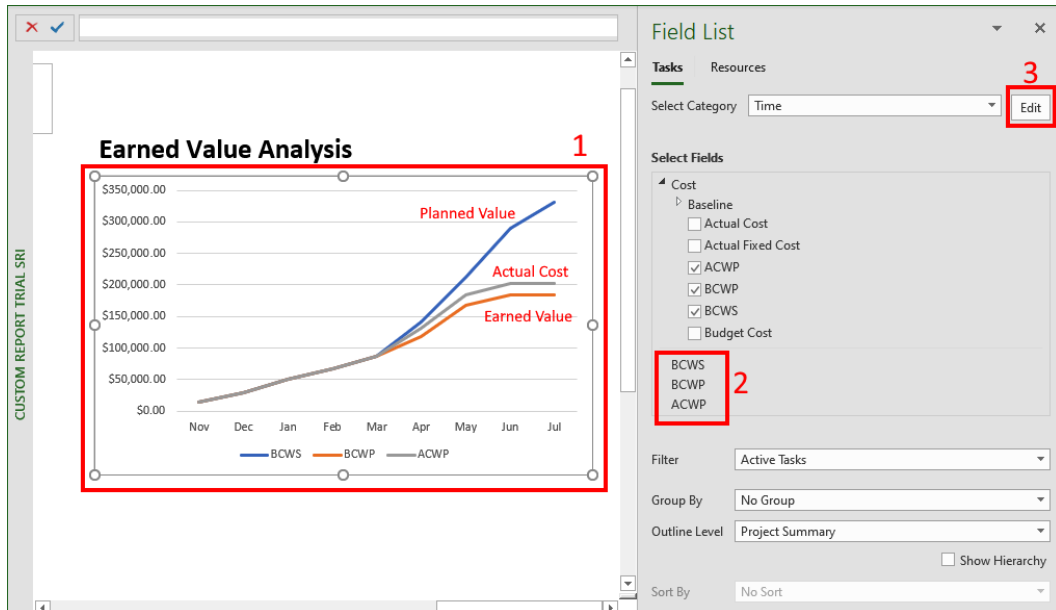 CUSTOM REPORT TRIAL SRI
Earned Value Analysis
1
$350,000.00
$300,000.00
$250,000.00
$200,000.00
$150,000.00
$100,000.00
$50,000.00
$0.00
Planned Value
Actual Cost
Earned Value
Nov Dec Jan Feb Mar Apr May Jun Jul
BCWS BCWP ACWP
Field List
Tasks Resources
3
Select Category Time Edit
Select Fields
Cost
Baseline
Actual Cost
Actual Fixed Cost
ACWP
BCWP
BCWS
Budget Cost
BCWS
BCWP
ACWP
2
Filter Active Tasks
Group By No Group
Outline Level Project Summary
Show Hierarchy
Sort By No Sort